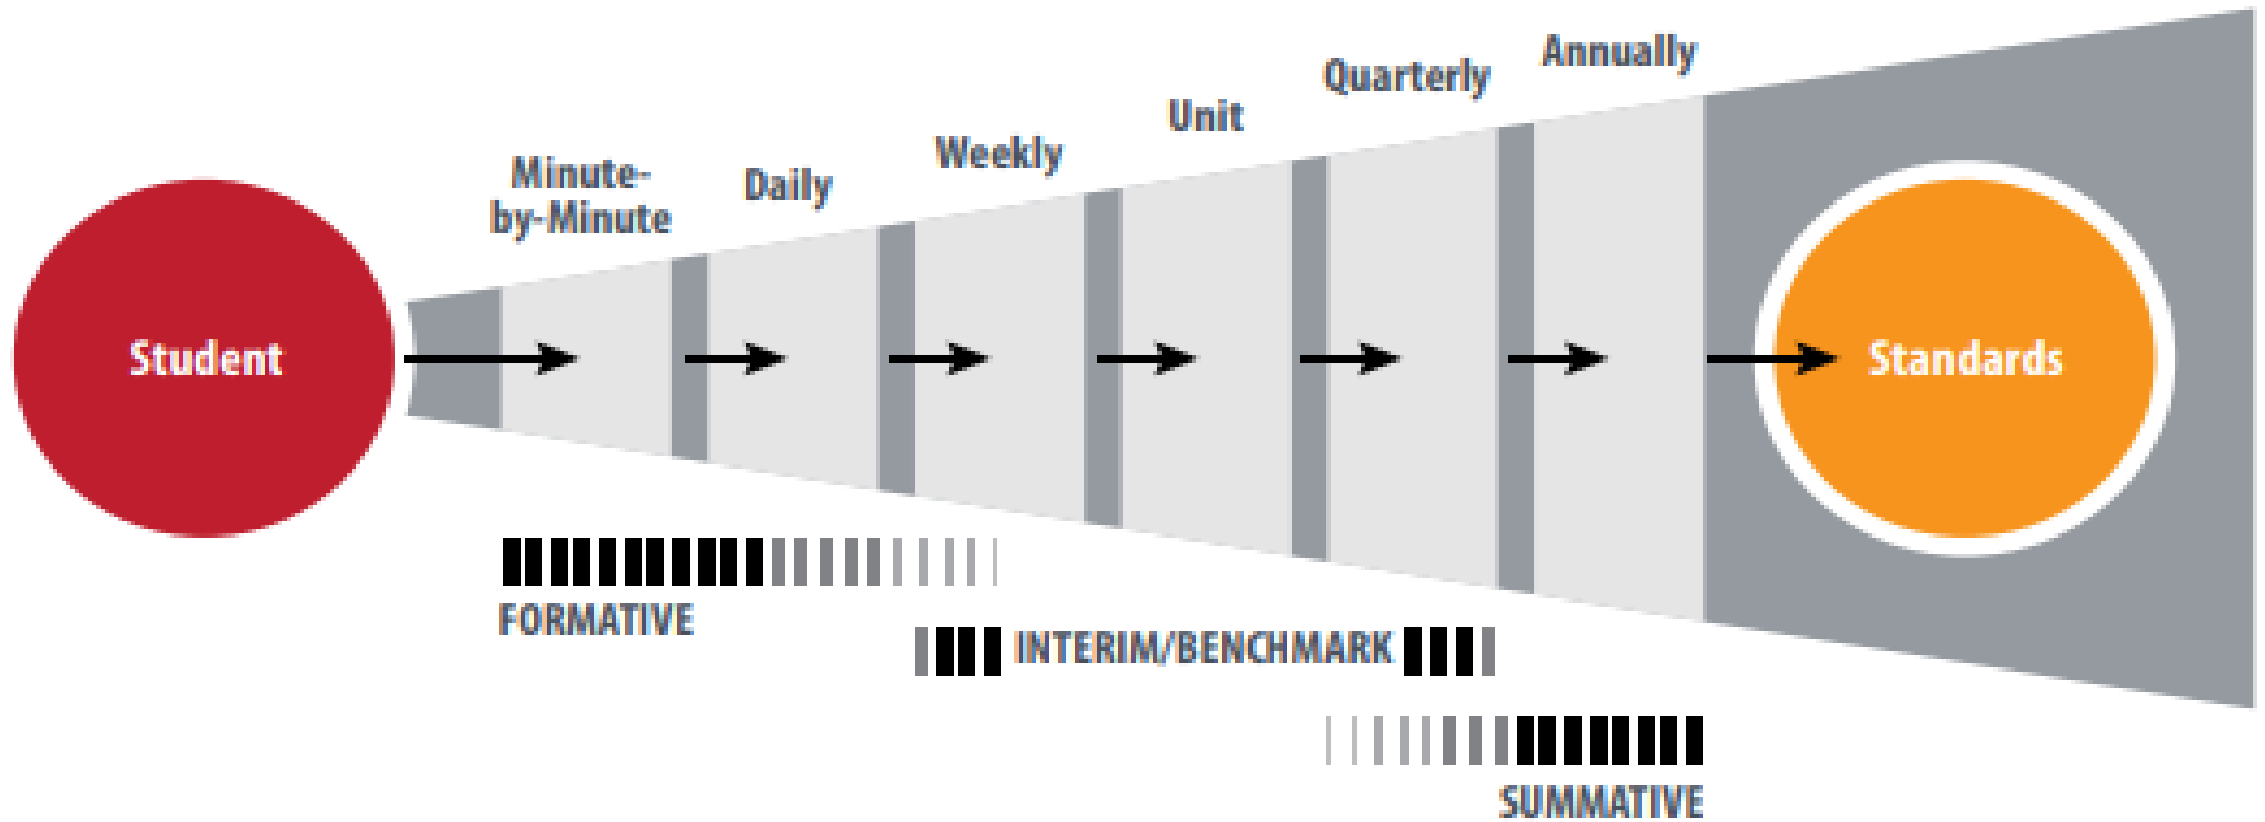 Annually
Quarterly
Unit
Weekly
Minute-
by-Minute
Daily
Student
Standards
FORMATIVE
INTERIM/BENCHMARK
SUMMATIVE